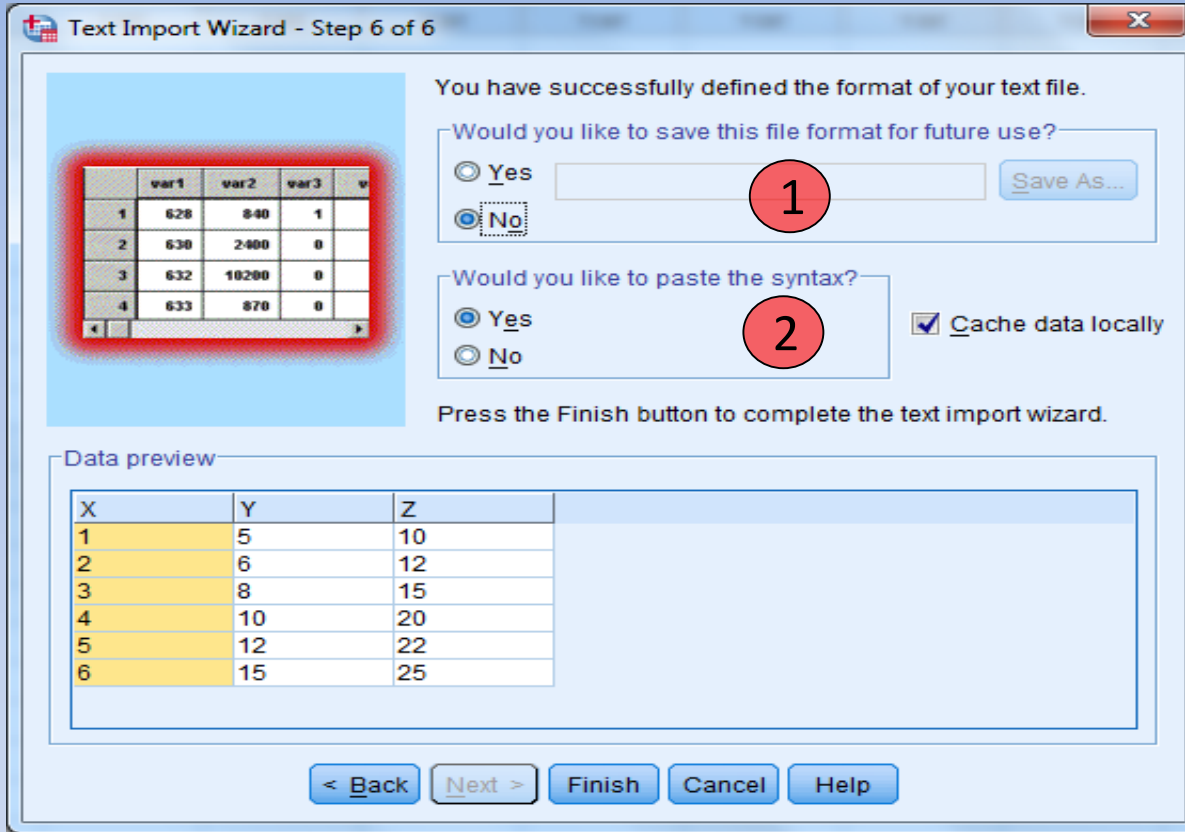 Text Import Wizard - Step 6 of 6
You have successfully defined the format of your text file.
Would you like to save this file format for future use?
Yes
1
Save As...
No
var1 var2 var3 v
1 628 840 1
2 630 2400 0
3 632 10200 0
4 633 870 0
Would you like to paste the syntax?
Yes
2
Cache data locally
No
Press the Finish button to complete the text import wizard.
Data preview
X Y Z
1 5 10
2 6 12
3 8 15
4 10 20
5 12 22
6 15 25
< Back Next > Finish Cancel Help